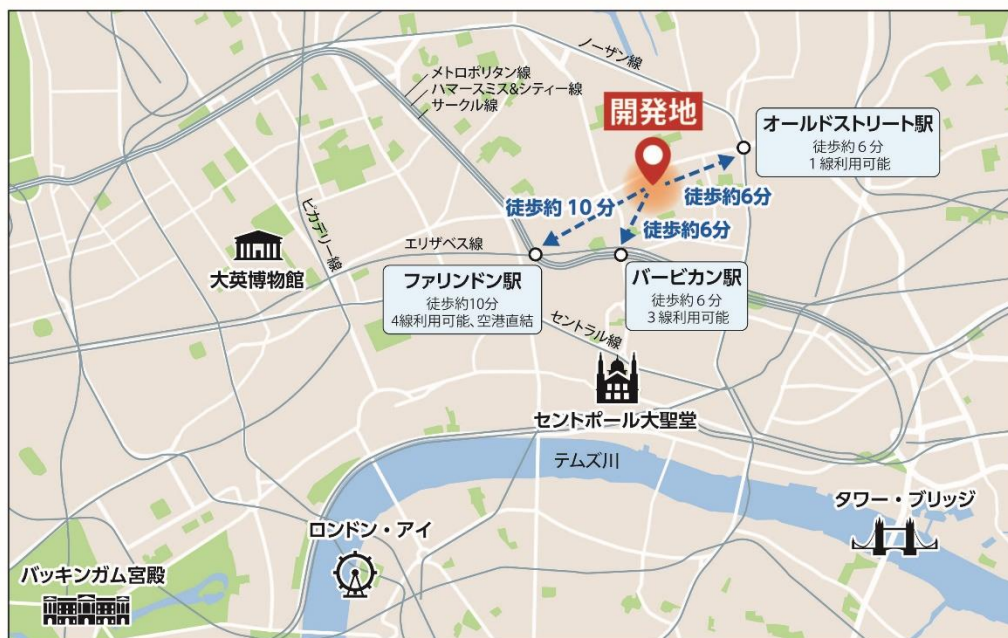 ノーザン線
メトロポリタン線
ハマースミス&シティー線
サークル線
開発地
オールドストリート駅
徒歩約６分
１線利用可能
徒歩約 10 分
徒歩約6分
徒歩約6分
ピカデリー線
エリザベス線
大英博物館
ファリンドン駅
徒歩約10分
4線利用可能、空港直結
バービカン駅
徒歩約６分
３線利用可能
セントラル線
セントポール大聖堂
テムズ川
タワー・ブリッジ
ロンドン・アイ
バッキンガム宮殿